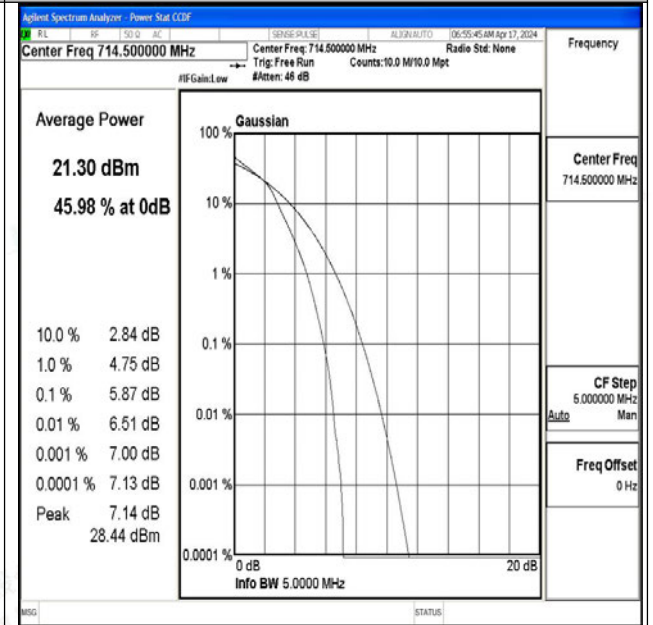 Agilent Spectrum Analyzer - Power Stat CCDF
RL RF 50 Ω AC SENSE:PULSE ALIGN AUTO 06:55:45 AM Apr 17, 2024
Center Freq 714.500000 MHz
Center Freq: 714.500000 MHz Radio Std: None
Trig: Free Run Counts:10.0 M/10.0 Mpt
#IFGain:Low #Atten: 46 dB
Frequency
Average Power
21.30 dBm
45.98 % at 0dB
10.0 % 2.84 dB
1.0 % 4.75 dB
0.1 % 5.87 dB
0.01 % 6.51 dB
0.001 % 7.00 dB
0.0001 % 7.13 dB
Peak 7.14 dB
28.44 dBm
Gaussian
100 %
10 %
1 %
0.1 %
0.01 %
0.001 %
0.0001 %
0 dB 20 dB
Info BW 5.0000 MHz
Center Freq
714.500000 MHz
CF Step
5.000000 MHz
Auto Man
Freq Offset
0 Hz
MSG STATUS